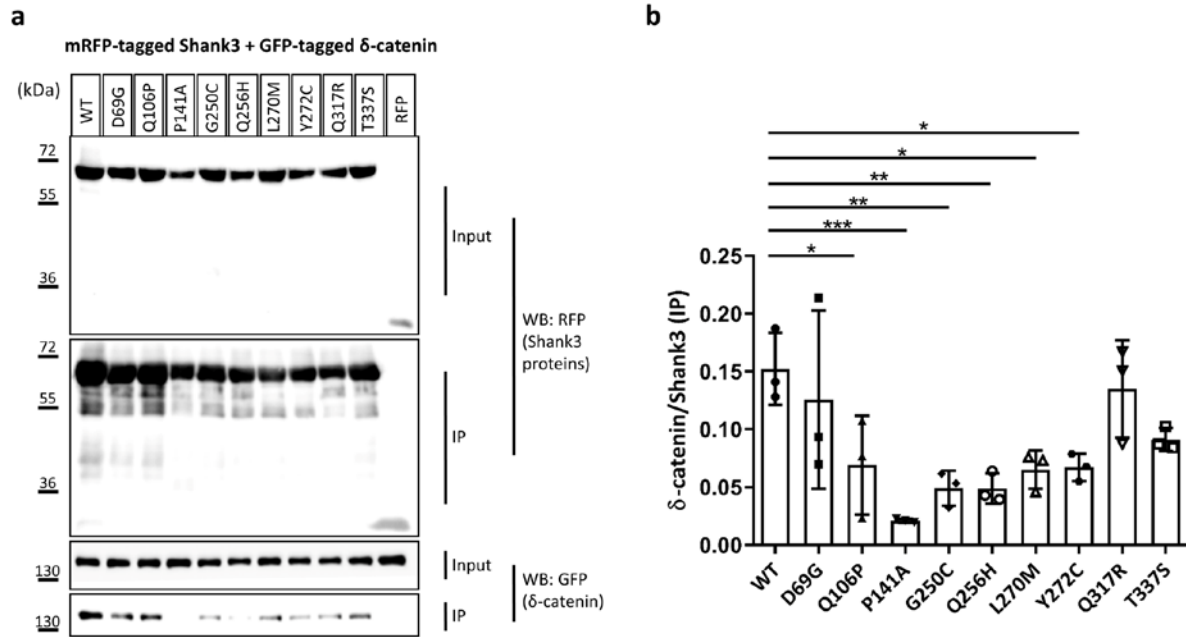 a
mRFP-tagged Shank3 + GFP-tagged δ-catenin
(kDa)
WT D69G Q106P P141A G250C Q256H L270M Y272C Q317R T337S RFP
72
55
36
Input
72
55
36
IP
WB: RFP
(Shank3
proteins)
130
Input
130
IP
WB: GFP
(δ-catenin)
b
*
*
**
**
***
*
δ-catenin/Shank3 (IP)
0.25
0.20
0.15
0.10
0.05
0.00
WT D69G Q106P P141A G250C Q256H L270M Y272C Q317R T337S